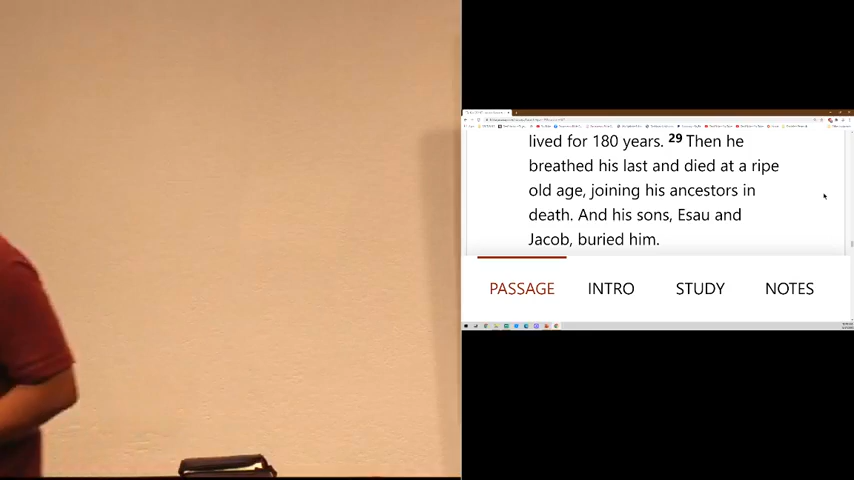 lived for 180 years. 29 Then he
breathed his last and died at a ripe
old age, joining his ancestors in
death. And his sons, Esau and
Jacob, buried him.
PASSAGE INTRO STUDY NOTES